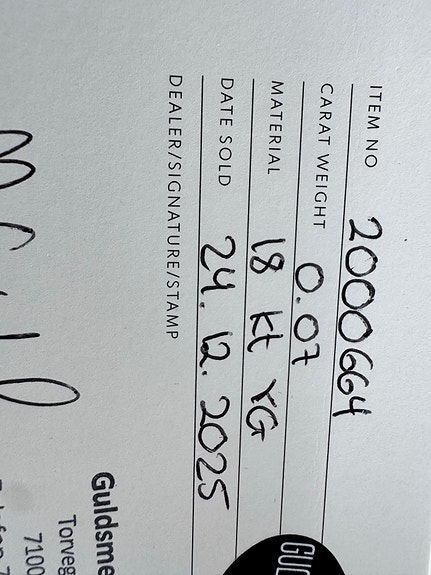 ITEM NO 2000664
CARAT WEIGHT 0.07
MATERIAL 18 kt YG
DATE SOLD 24.12.2025
DEALER/SIGNATURE/STAMP
Guldsme
Torveg
7100